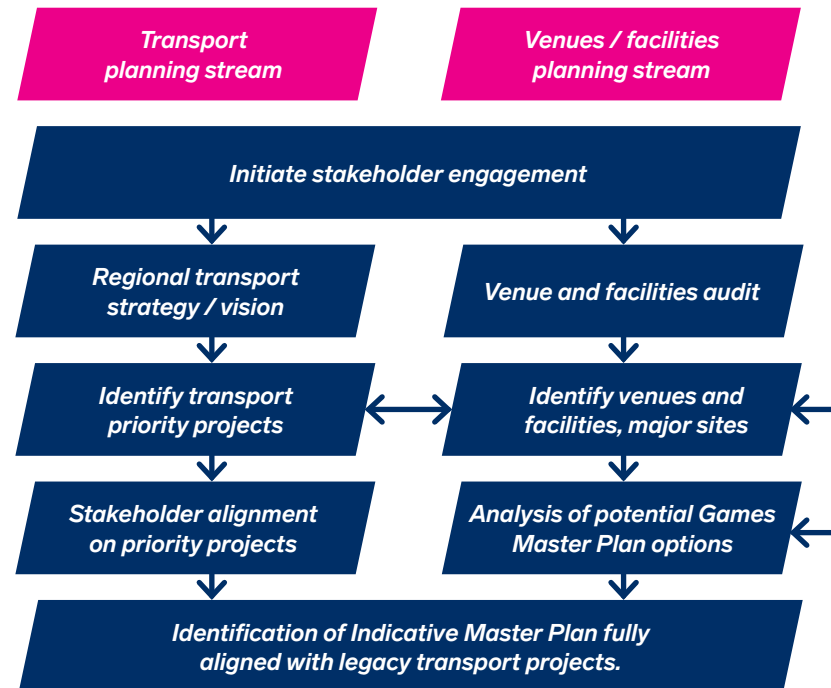 Transport
planning stream
Venues / facilities
planning stream
Initiate stakeholder engagement
Regional transport
strategy / vision
Venue and facilities audit
Identify transport
priority projects
Identify venues and
facilities, major sites
Stakeholder alignment
on priority projects
Analysis of potential Games
Master Plan options
Identification of Indicative Master Plan fully
aligned with legacy transport projects.